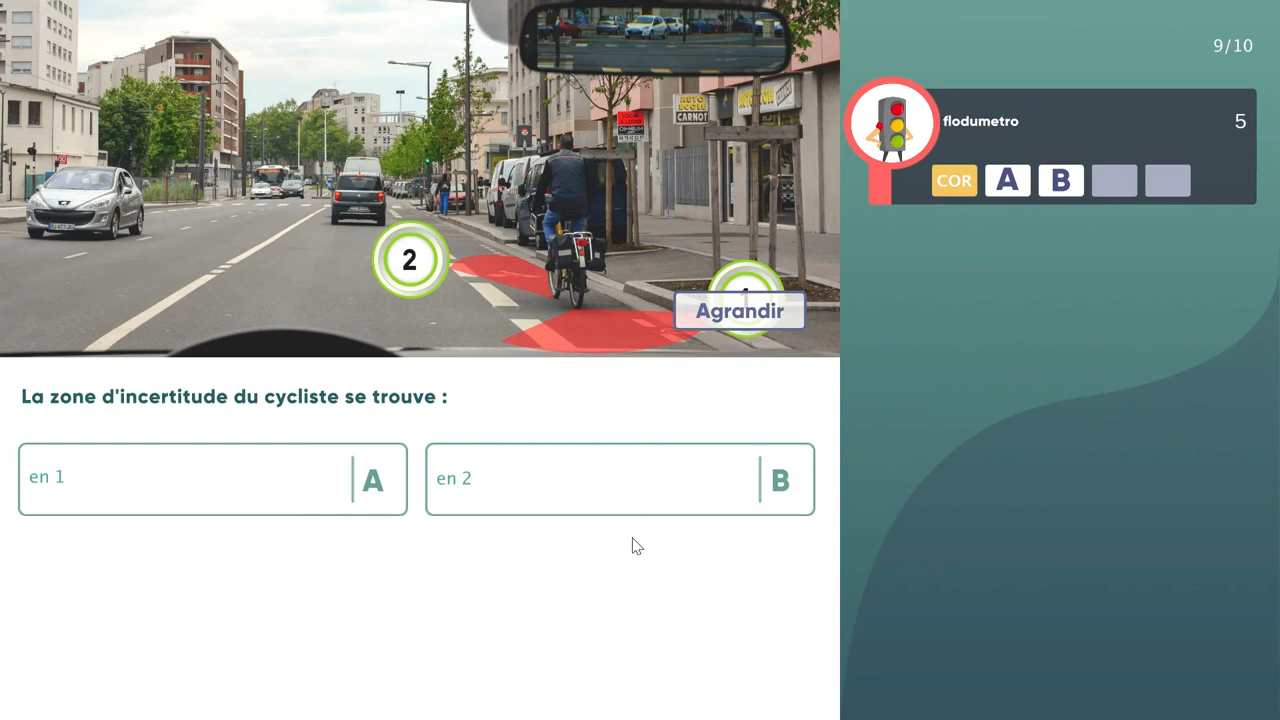 9/10
flodumetro
5
COR A B
AUTO
ECOLE
CARNOT
2
1
Agrandir
La zone d'incertitude du cycliste se trouve :
en 1
A
en 2
B